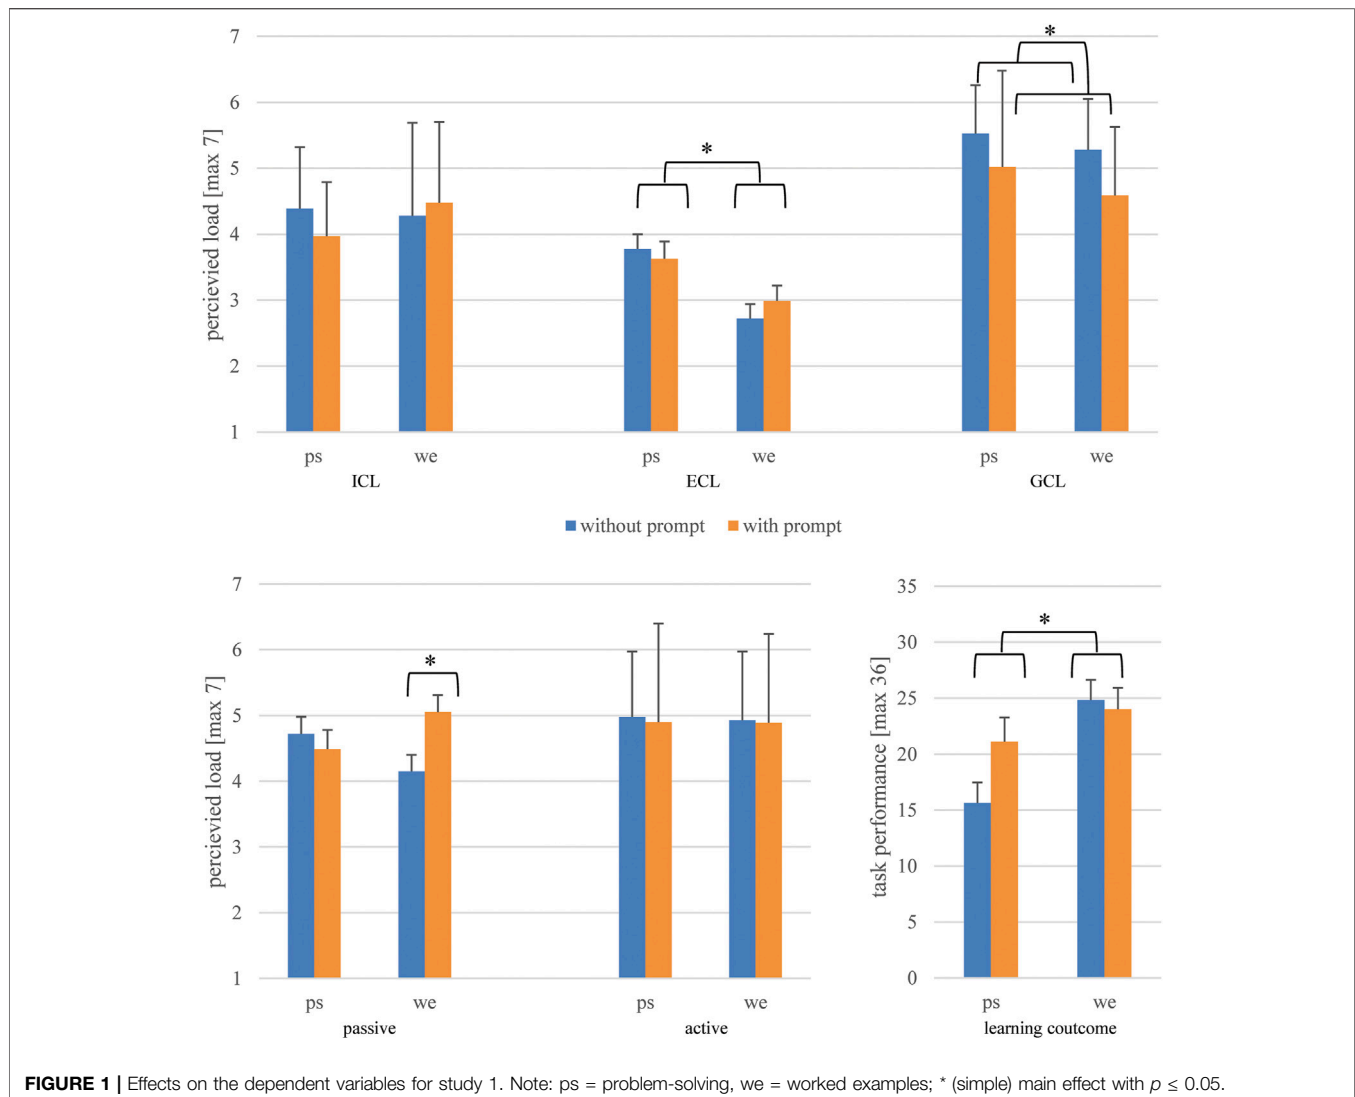 7
6
5
4
3
2
1
percievied load [max 7]
*
*
ps we ps we ps we
ICL ECL GCL
without prompt with prompt
7
6
5
4
3
2
1
percievied load [max 7]
*
ps we ps we
passive active
35
30
25
20
15
10
5
0
task performance [max 36]
*
ps we
learning coutcome
FIGURE 1 | Effects on the dependent variables for study 1. Note: ps = problem-solving, we = worked examples; * (simple) main effect with p ≤ 0.05.